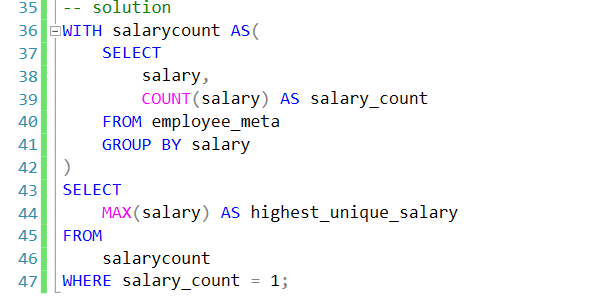 35 -- solution
36 WITH salarycount AS(
37 SELECT
38 salary,
39 COUNT(salary) AS salary_count
40 FROM employee_meta
41 GROUP BY salary
42 )
43 SELECT
44 MAX(salary) AS highest_unique_salary
45 FROM
46 salarycount
47 WHERE salary_count = 1;